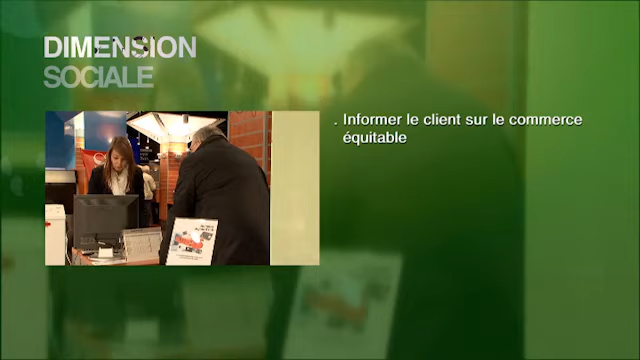 DIMENSION
SOCIALE
. Informer le client sur le commerce
équitable